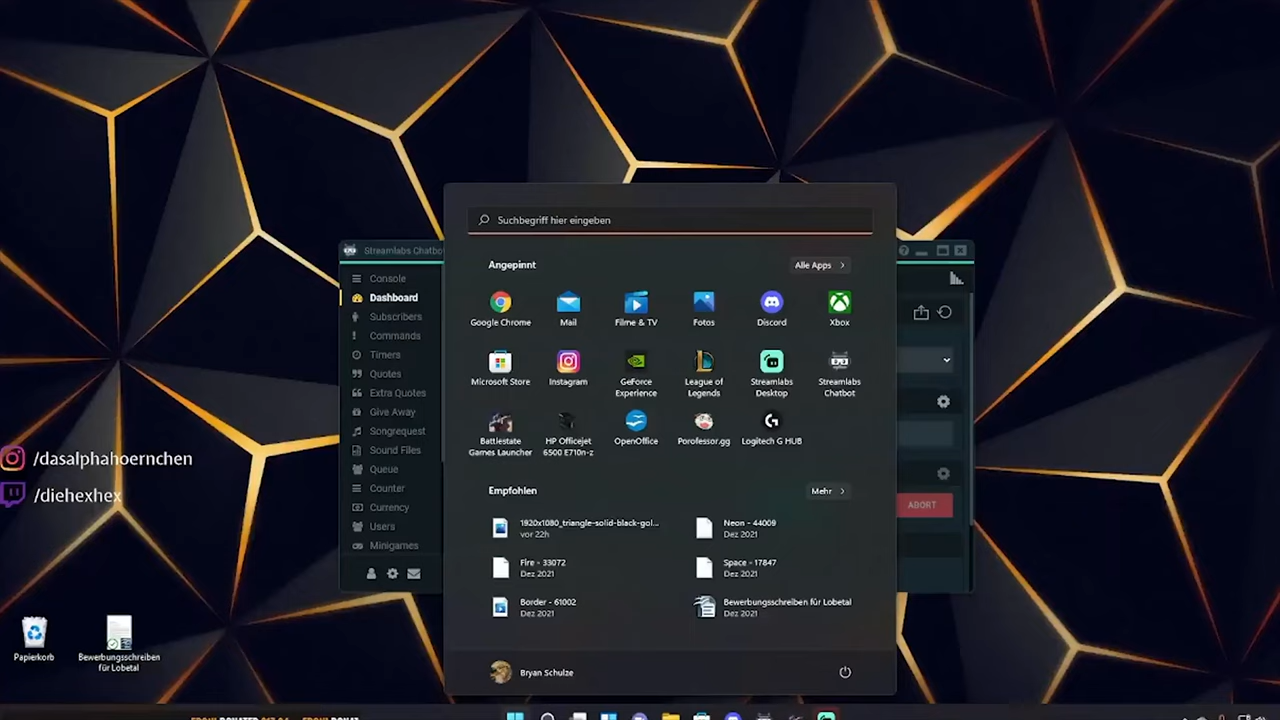 Suchbegriff hier eingeben
Streamlabs Chatbo
Angepinnt
Alle Apps
Console
Dashboard
Subscribers
Commands
Timers
Quotes
Extra Quotes
Give Away
Songrequest
Sound Files
Queue
Counter
Currency
Users
Minigames
Google Chrome
Mail
Filme & TV
Fotos
Discord
Xbox
Microsoft Store
Instagram
GeForce
Experience
League of
Legends
Streamlabs
Desktop
Streamlabs
Chatbot
Battlestate
Games Launcher
HP Officejet
6500 E710n-z
OpenOffice
Porofessor.gg
Logitech G HUB
Empfohlen
Mehr
ABORT
1920x1080_triangle-solid-black-gol...
vor 22h
Neon - 44009
Dez 2021
Fire - 33072
Dez 2021
Space - 17847
Dez 2021
Border - 61002
Dez 2021
Bewerbungsschreiben für Lobetal
Dez 2021
Bryan Schulze
/dasalphahoernchen
/diehexhex
Papierkorb
Bewerbungsschreiben
für Lobetal